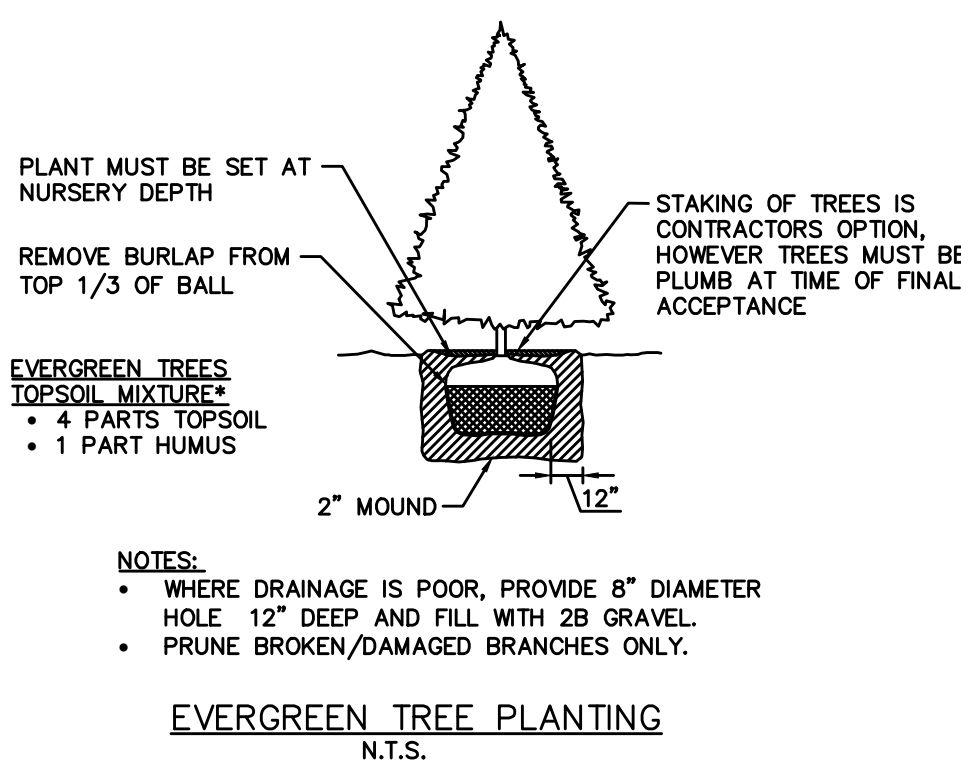 PLANT MUST BE SET AT
NURSERY DEPTH
REMOVE BURLAP FROM
TOP 1/3 OF BALL
STAKING OF TREES IS
CONTRACTORS OPTION,
HOWEVER TREES MUST BE
PLUMB AT TIME OF FINAL
ACCEPTANCE
EVERGREEN TREES
TOPSOIL MIXTURE*
• 4 PARTS TOPSOIL
• 1 PART HUMUS
2" MOUND
12"
NOTES:
• WHERE DRAINAGE IS POOR, PROVIDE 8" DIAMETER
HOLE 12" DEEP AND FILL WITH 2B GRAVEL.
• PRUNE BROKEN/DAMAGED BRANCHES ONLY.
EVERGREEN TREE PLANTING
N.T.S.